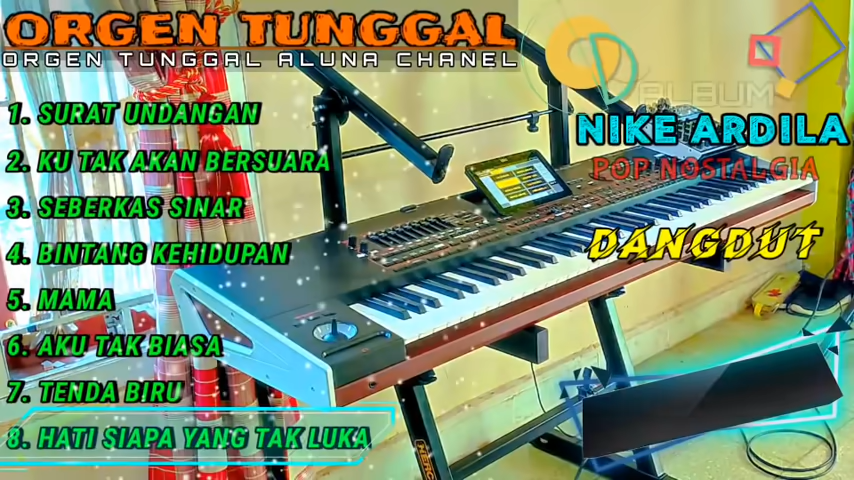 ORGEN TUNGGAL
ORGEN TUNGGAL ALUNA CHANEL
ALBUM
NIKE ARDILA
POP NOSTALGIA
DANGDUT
1. SURAT UNDANGAN
2. KU TAK AKAN BERSUARA
3. SEBERKAS SINAR
4. BINTANG KEHIDUPAN
5. MAMA
6. AKU TAK BIASA
7. TENDA BIRU
8. HATI SIAPA YANG TAK LUKA